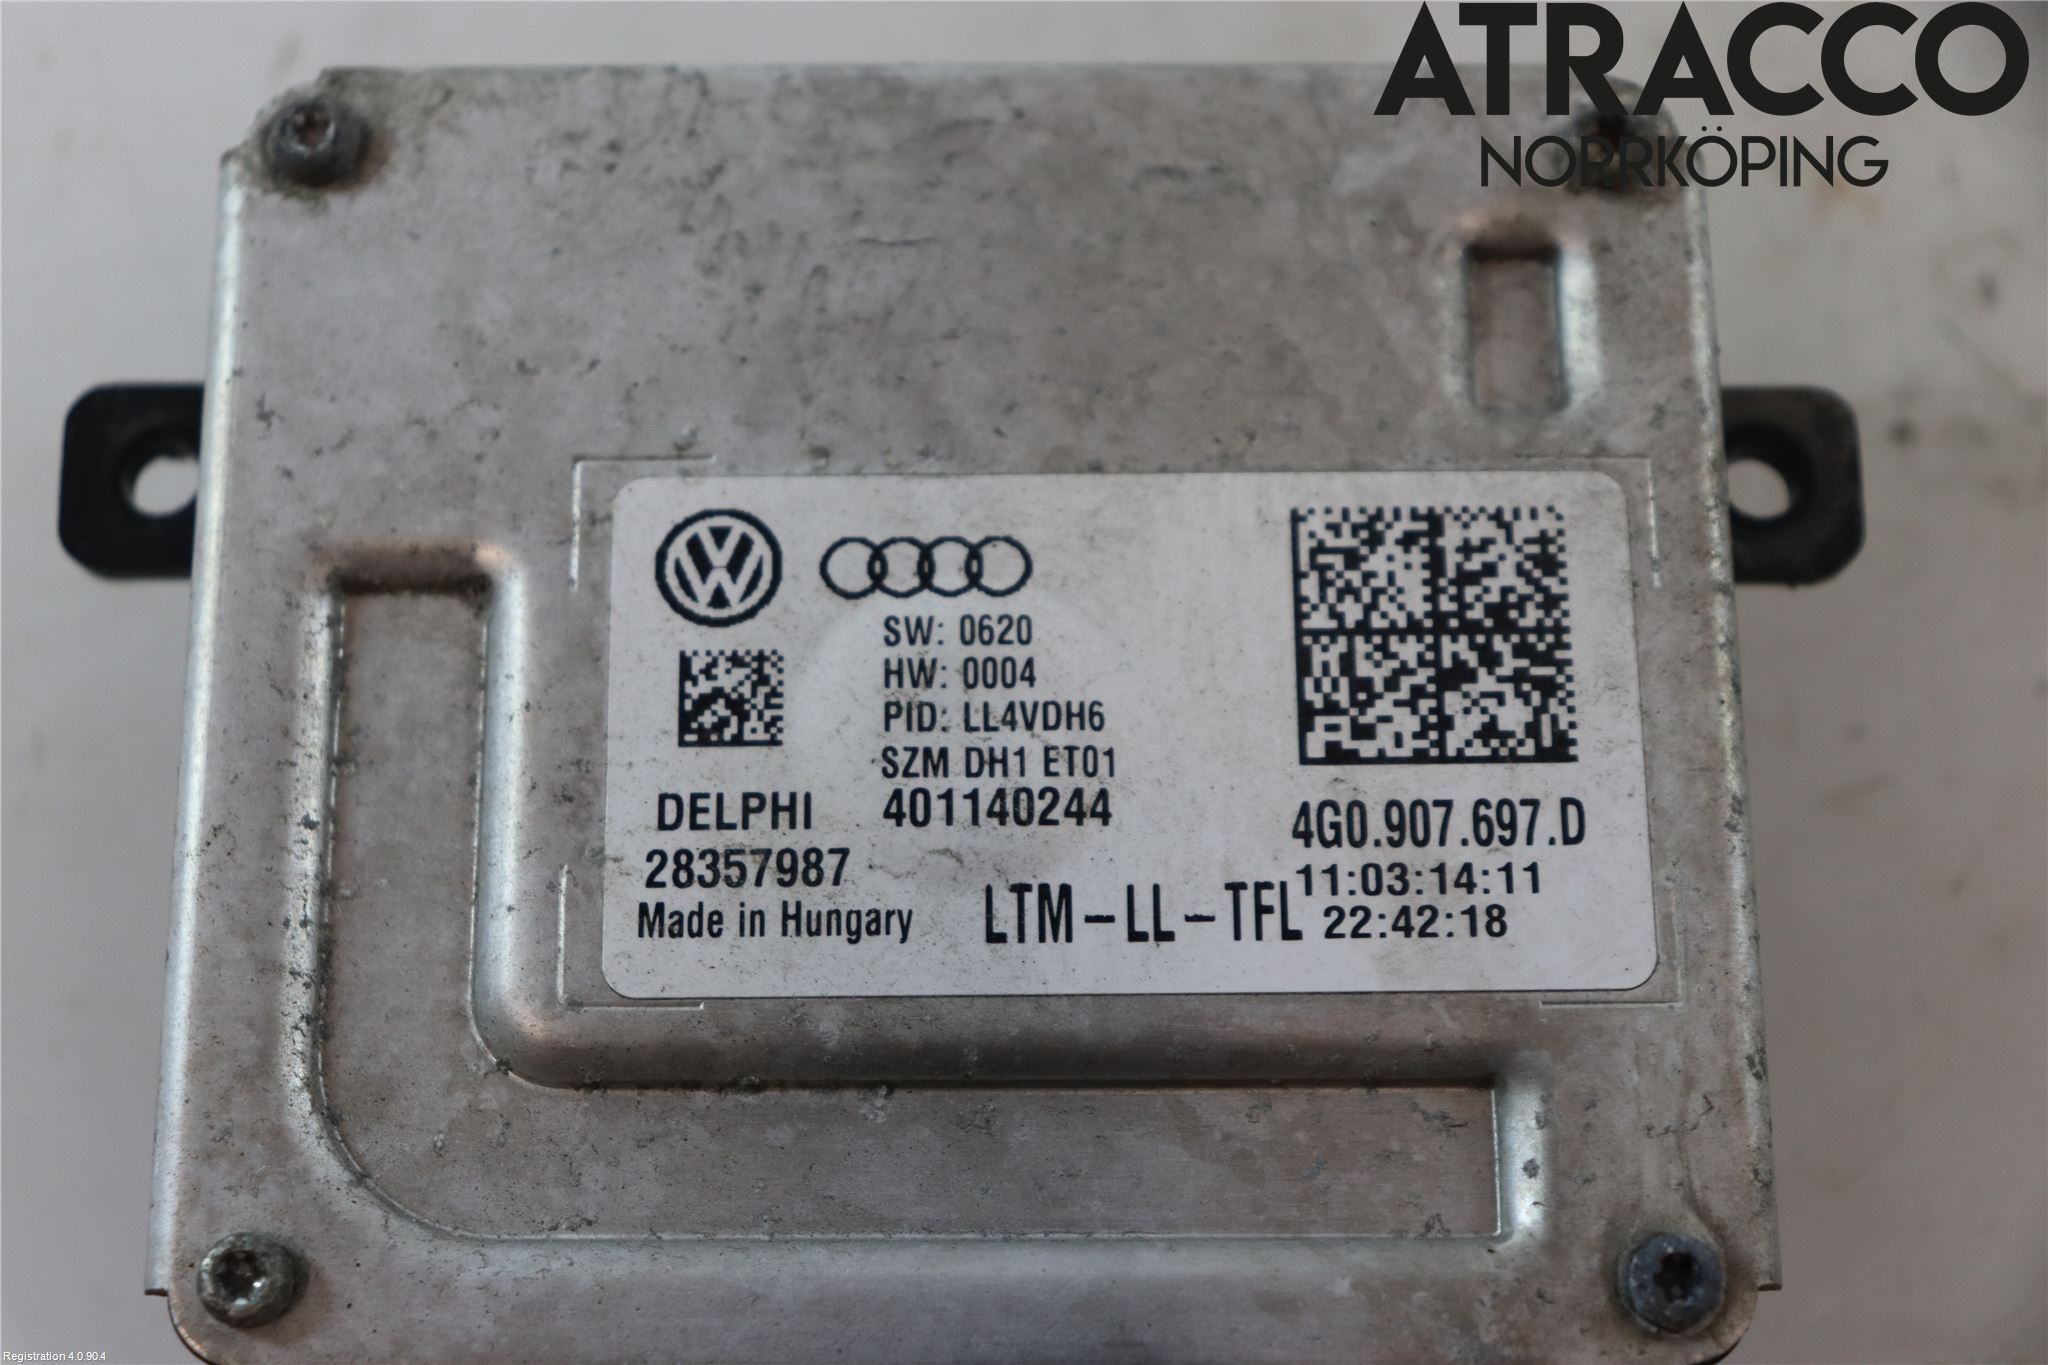 ATRACCO
NORRKÖPING
SW: 0620
HW: 0004
PID: LL4VDH6
SZM DH1 ET01
DELPHI 401140244
4G0.907.697.D
28357987
11:03:14:11
Made in Hungary
LTM-LL-TFL
22:42:18
Registration 4.0.90.4